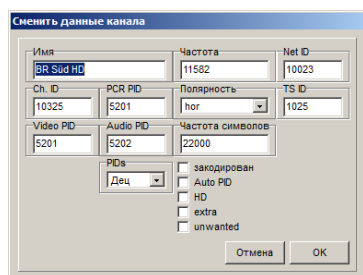 Сменить данные канала
Имя Частота Net ID
BR Süd HD 11582 10023
Ch. ID PCR PID Полярность TS ID
10325 5201 hor 1025
Video PID Audio PID Частота символов
5201 5202 22000
PIDs
Дец
закодирован
Auto PID
HD
extra
unwanted
Отмена OK